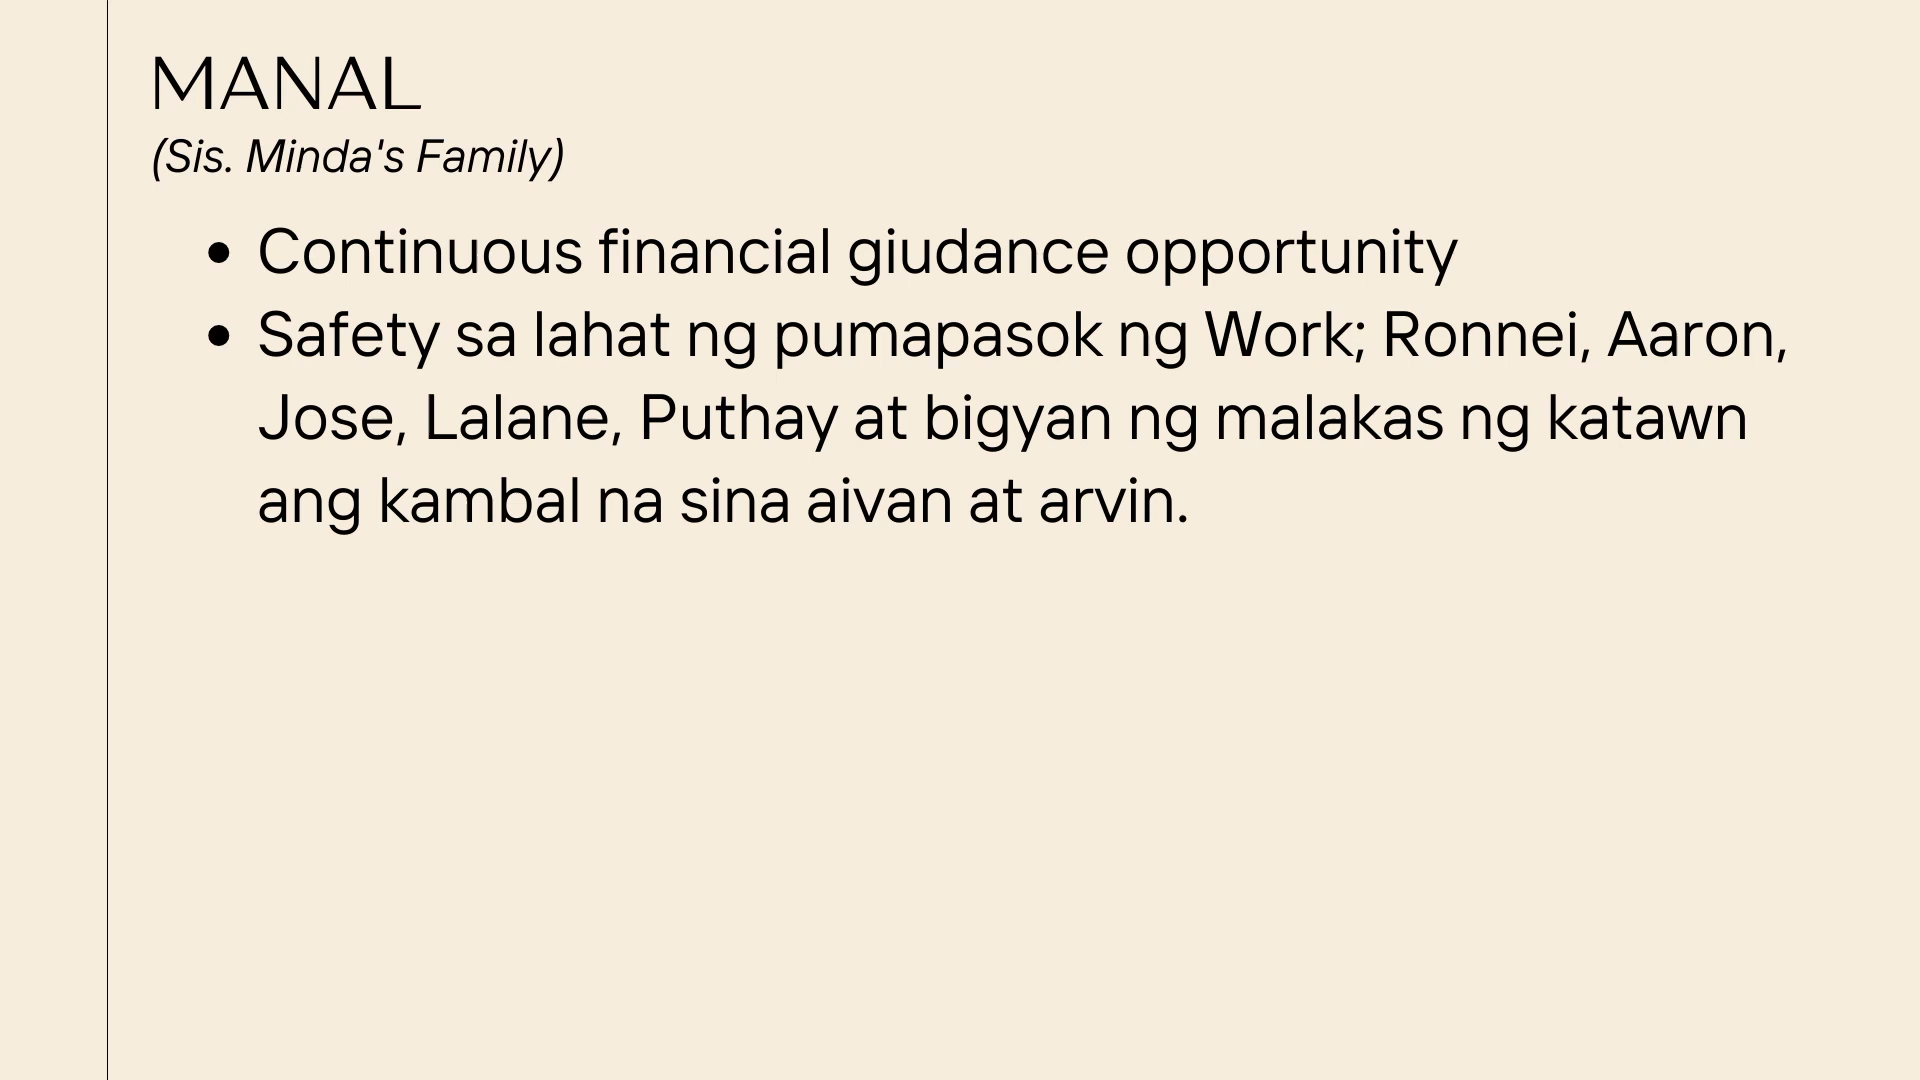 MANAL
(Sis. Minda's Family)
• Continuous financial giudance opportunity
• Safety sa lahat ng pumapasok ng Work; Ronnei, Aaron,
Jose, Lalane, Puthay at bigyan ng malakas ng katawn
ang kambal na sina aivan at arvin.